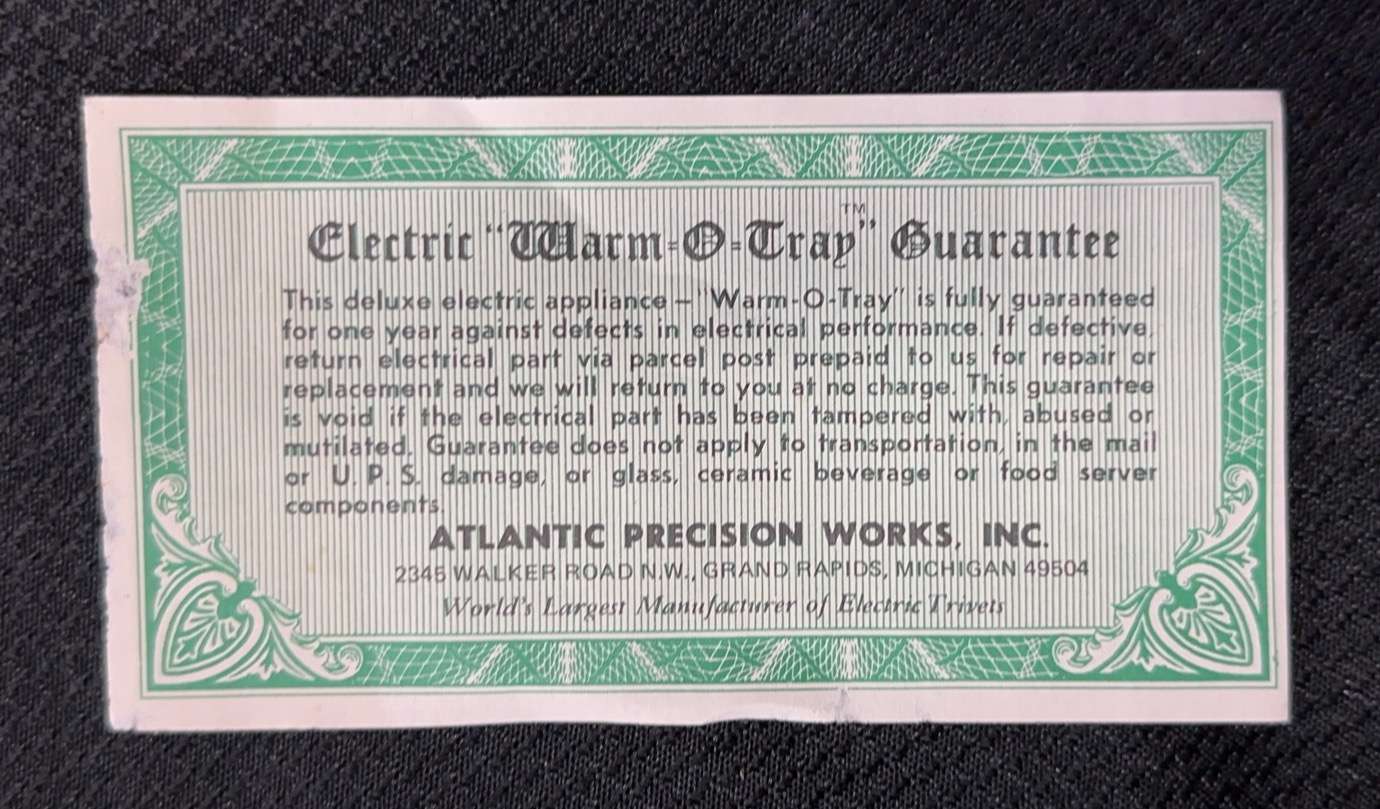 Electric "Warm-O-Tray™" Guarantee
This deluxe electric appliance – "Warm-O-Tray" is fully guaranteed
for one year against defects in electrical performance. If defective,
return electrical part via parcel post prepaid to us for repair or
replacement and we will return to you at no charge. This guarantee
is void if the electrical part has been tampered with, abused or
mutilated. Guarantee does not apply to transportation, in the mail
or U. P. S. damage, or glass, ceramic beverage or food server
components.
ATLANTIC PRECISION WORKS, INC.
2345 WALKER ROAD N.W., GRAND RAPIDS, MICHIGAN 49504
World's Largest Manufacturer of Electric Trivets